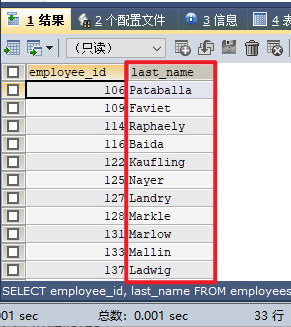 1 结果 2 个配置文件 3 信息 4 表
（只读）
employee_id last_name
106 Pataballa
109 Faviet
114 Raphaely
116 Baida
122 Kaufling
125 Nayer
127 Landry
128 Markle
131 Marlow
133 Mallin
137 Ladwig
SELECT employee_id, last_name FROM employees
001 sec 总数: 0.001 sec 33 行